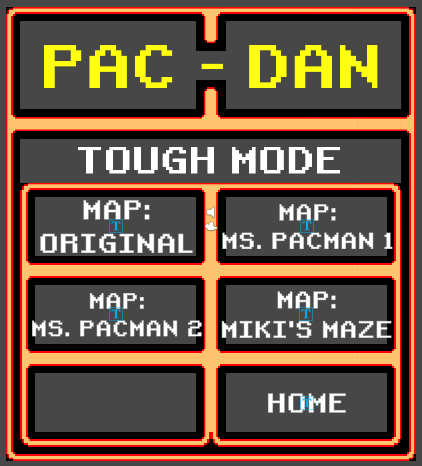 PAC - DAN
TOUGH MODE
MAP:
ORIGINAL
MAP:
MS. PACMAN 1
MAP:
MS. PACMAN 2
MAP:
MIKI'S MAZE
HOME